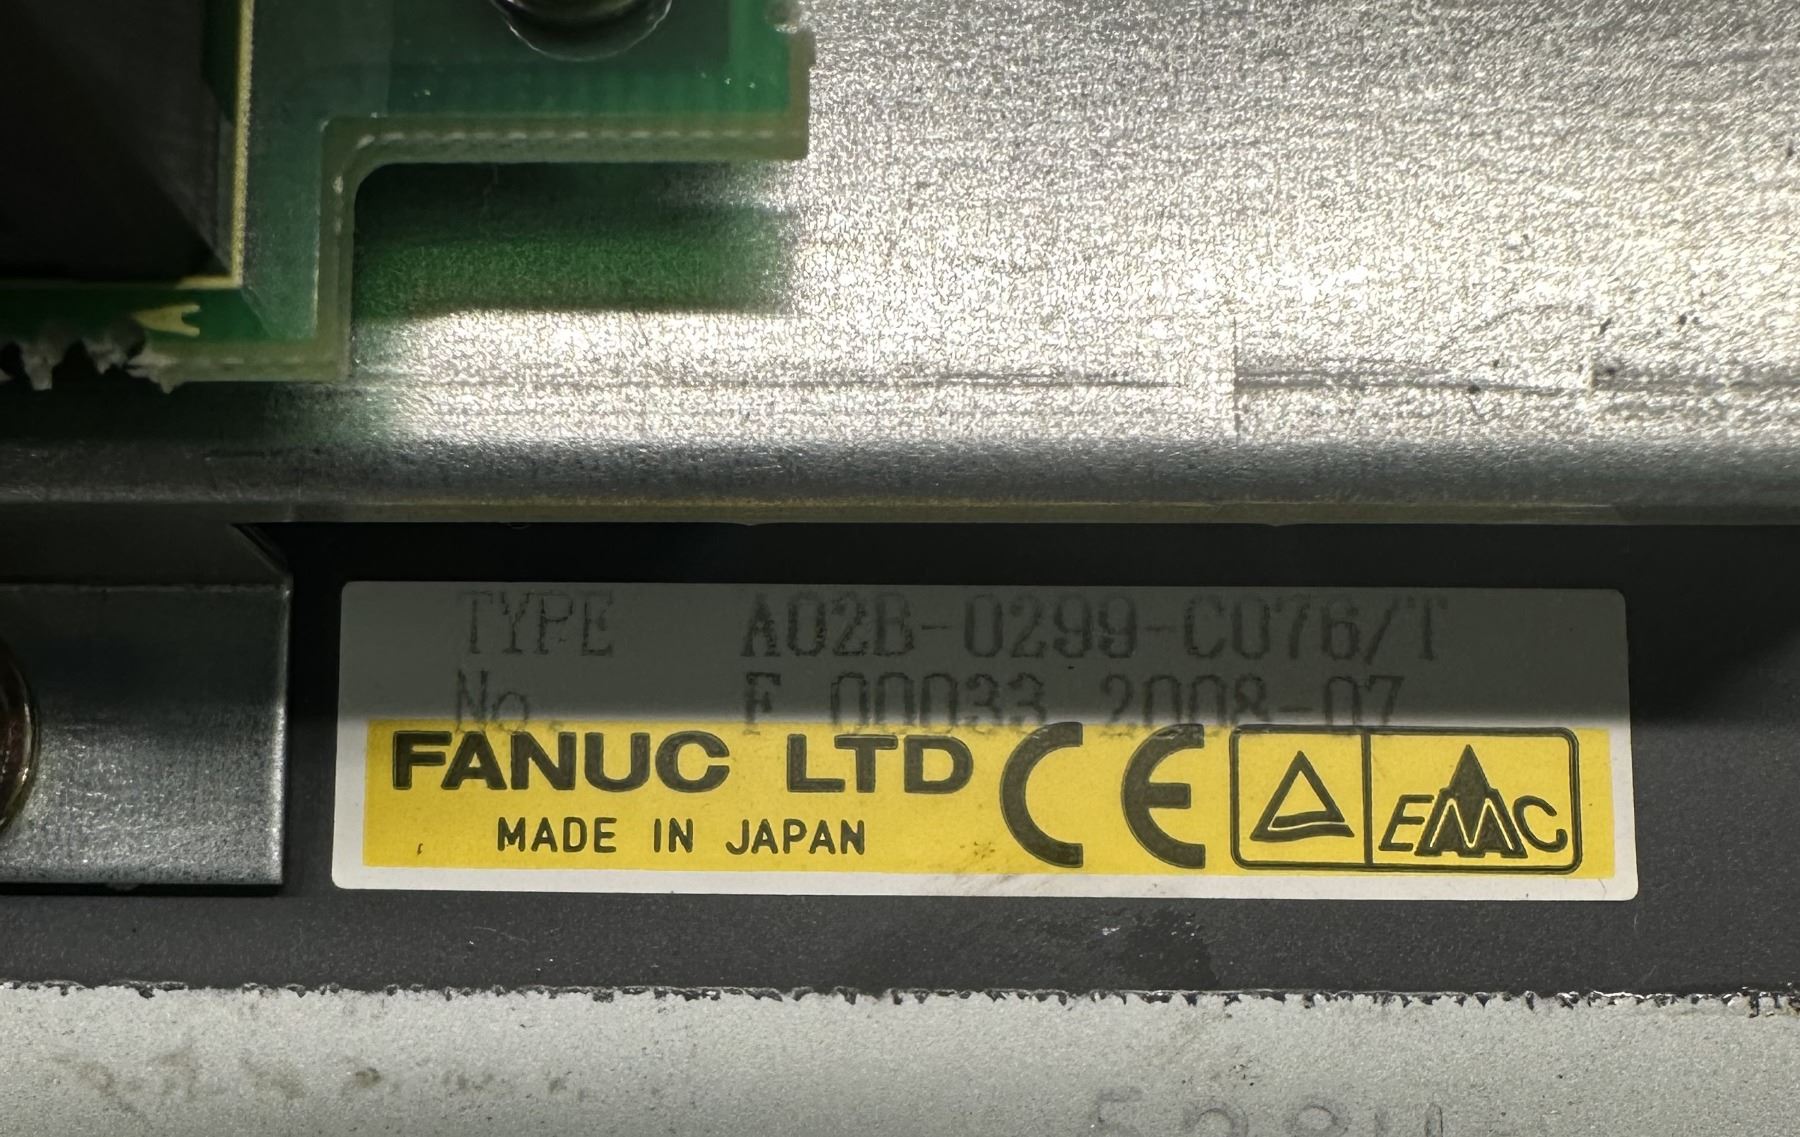 TYPE A02B-0299-C076/T
No. F 00033 2008-07
FANUC LTD CE EMC
MADE IN JAPAN